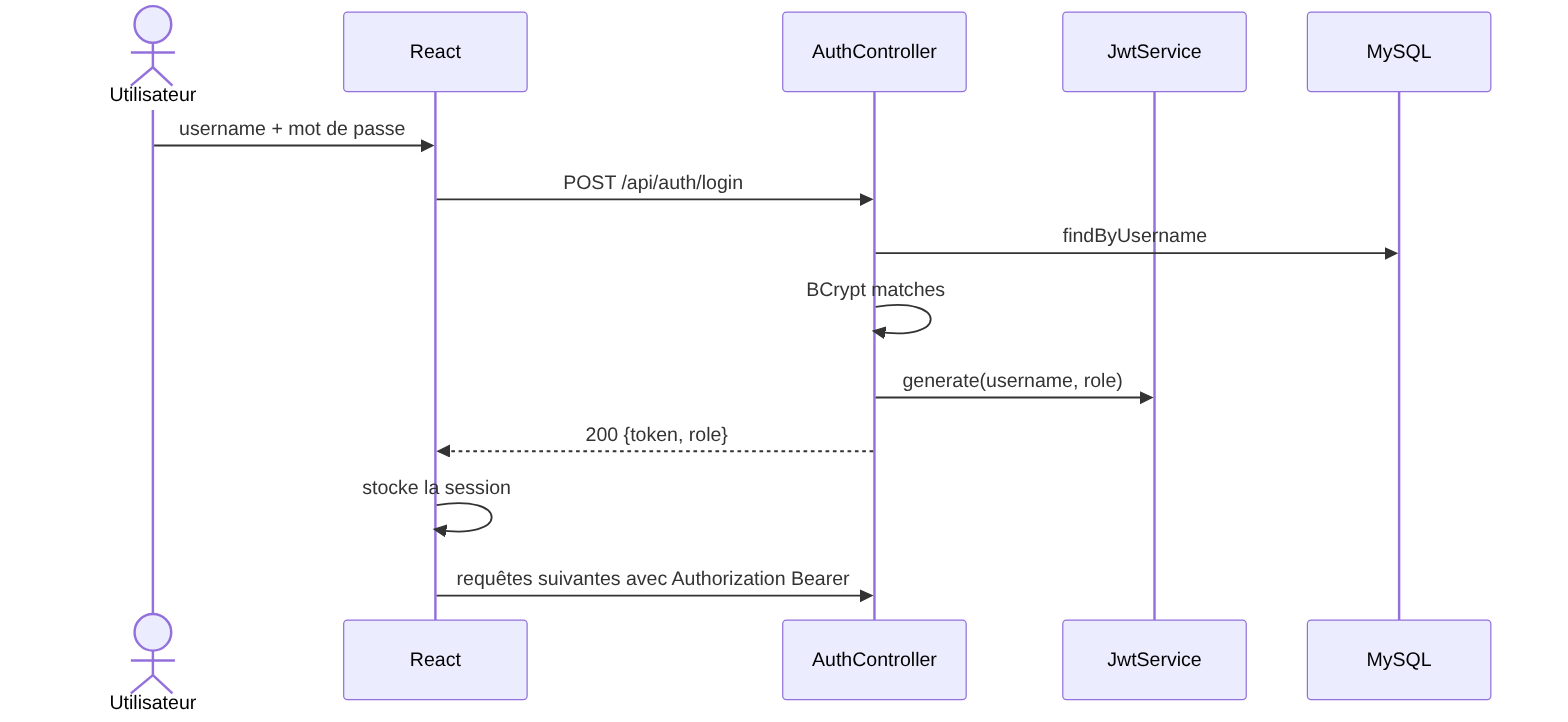 Utilisateur
React
AuthController
JwtService
MySQL
username + mot de passe
POST /api/auth/login
findByUsername
BCrypt matches
generate(username, role)
200 {token, role}
stocke la session
requêtes suivantes avec Authorization Bearer
Utilisateur
React
AuthController
JwtService
MySQL